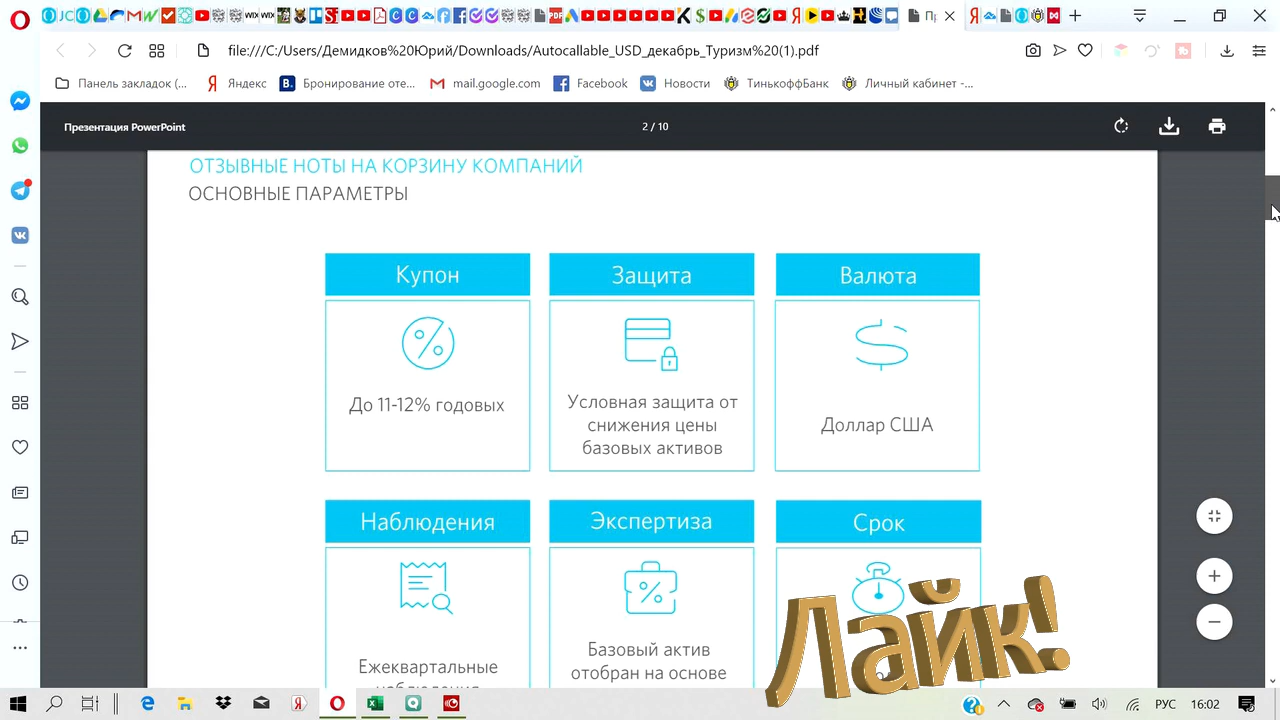 file:///C:/Users/Демидков%20Юрий/Downloads/Autocallable_USD_декабрь_Туризм%20(1).pdf
Панель закладок (... Яндекс Бронирование оте... mail.google.com Facebook Новости ТинькоффБанк Личный кабинет -...
Презентация PowerPoint 2 / 10
ОТЗЫВНЫЕ НОТЫ НА КОРЗИНУ КОМПАНИЙ
ОСНОВНЫЕ ПАРАМЕТРЫ
Купон
До 11-12% годовых
Защита
Условная защита от
снижения цены
базовых активов
Валюта
Доллар США
Наблюдения
Ежеквартальные
Экспертиза
Базовый актив
отобран на основе
Срок
Лайк!
РУС 16:02